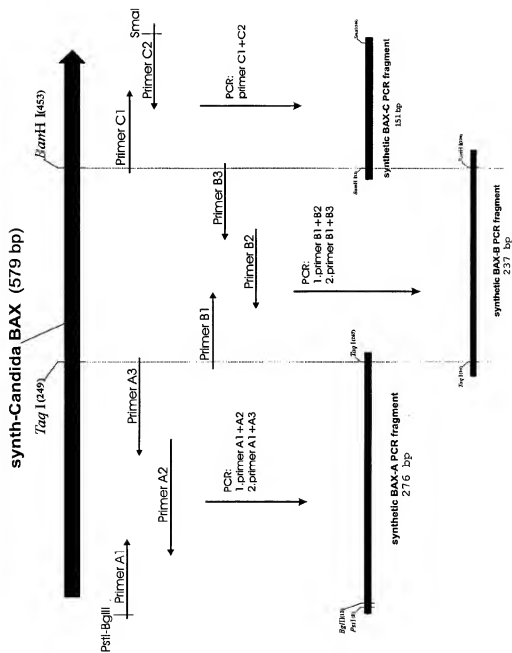 synth-Candida BAX (579 bp)
Taq I(249)
BamH I(453)
PstI-BglII
Primer A1
Primer A2
Primer A3
Primer B1
Primer B2
Primer B3
Primer C1
Primer C2
SmaI
PCR:
1.primer A1+A2
2.primer A1+A3
PCR:
1.primer B1+B2
2.primer B1+B3
PCR:
primer C1+C2
synthetic BAX-A PCR fragment
276 bp
synthetic BAX-B PCR fragment
237 bp
synthetic BAX-C PCR fragment
151 bp